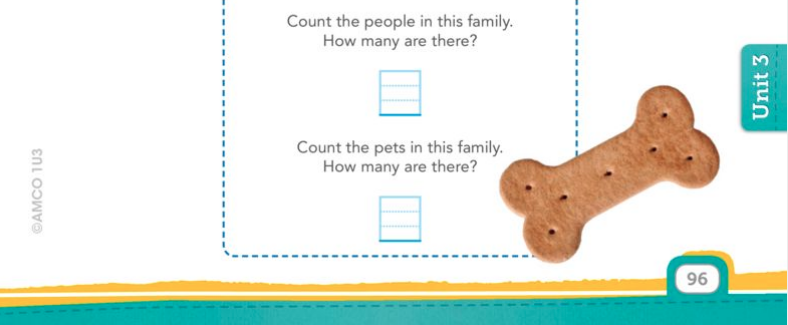 Count the people in this family.
How many are there?
Count the pets in this family.
How many are there?
Unit 3
©AMCO 1U3
96